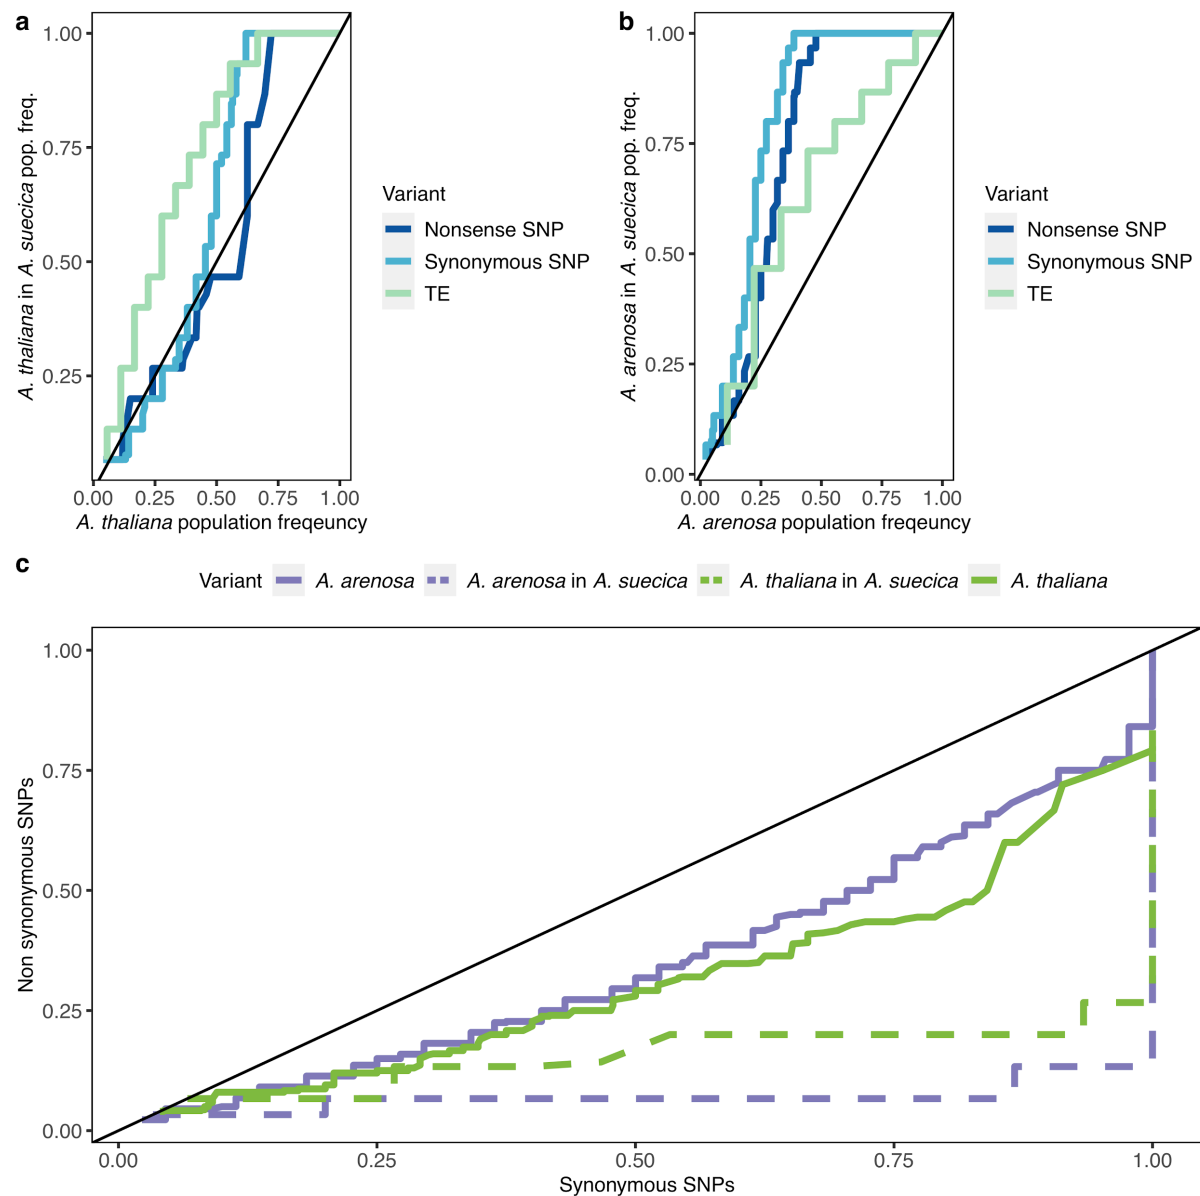 a
1.00
0.75
0.50
0.25
A. thaliana in A. suecica pop. freq.
0.00 0.25 0.50 0.75 1.00
A. thaliana population freqeuncy
Variant
Nonsense SNP
Synonymous SNP
TE
b
1.00
0.75
0.50
0.25
0.00
A. arenosa in A. suecica pop. freq.
0.00 0.25 0.50 0.75 1.00
A. arenosa population freqeuncy
Variant
Nonsense SNP
Synonymous SNP
TE
c
Variant A. arenosa A. arenosa in A. suecica A. thaliana in A. suecica A. thaliana
1.00
0.75
0.50
0.25
0.00
Non synonymous SNPs
0.00 0.25 0.50 0.75 1.00
Synonymous SNPs